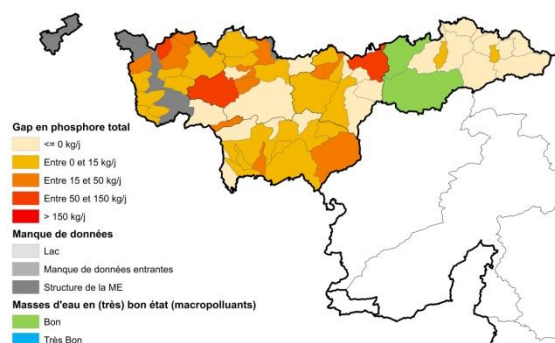 Gap en phosphore total
<= 0 kg/j
Entre 0 et 15 kg/j
Entre 15 et 50 kg/j
Entre 50 et 150 kg/j
> 150 kg/j
Manque de données
Lac
Manque de données entrantes
Structure de la ME
Masses d'eau en (très) bon état (macropolluants)
Bon
Très Bon